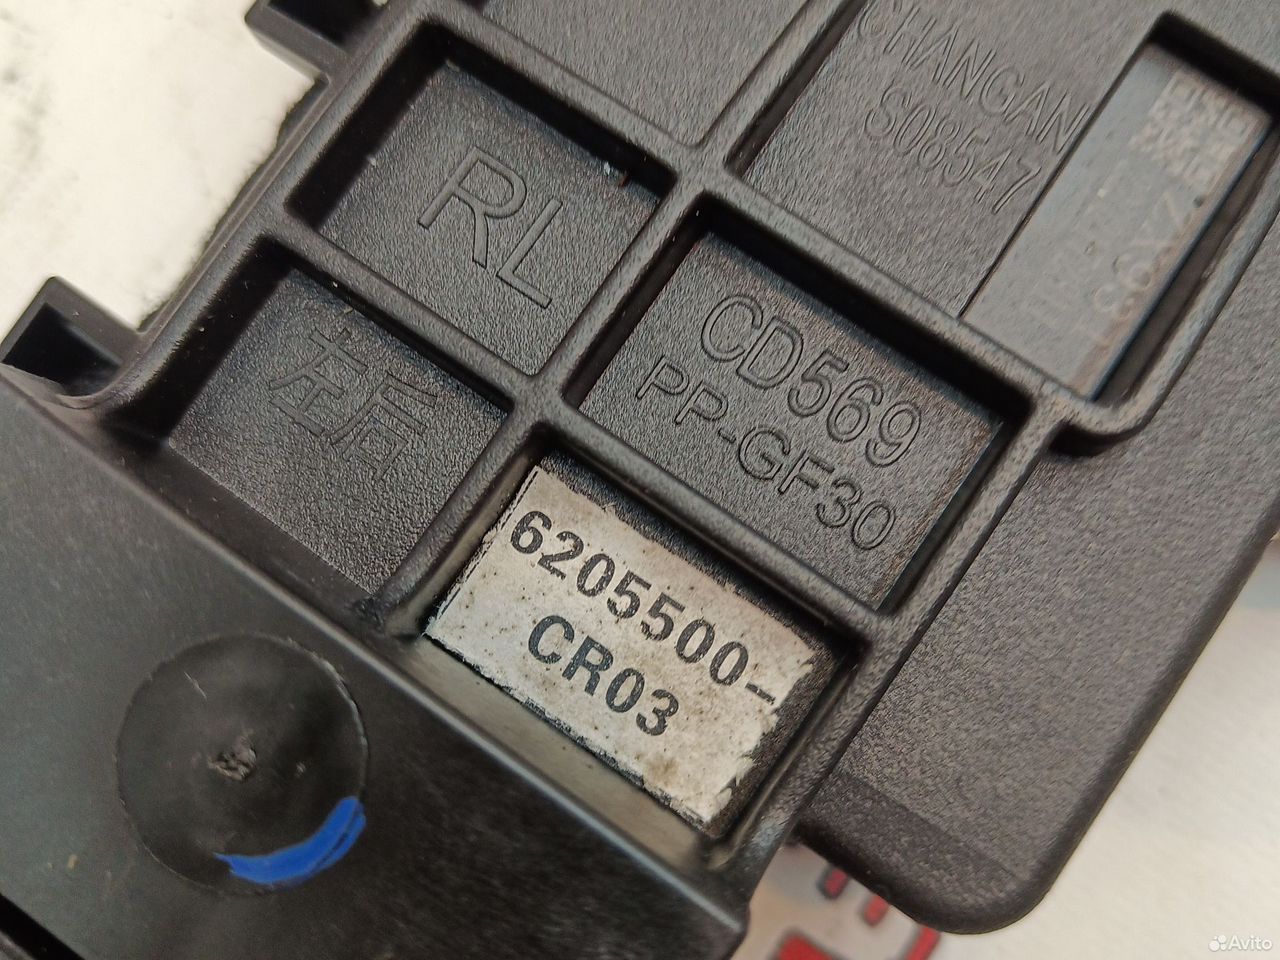 CHANGAN
S08547
RL
CD569
PP-GF30
左后
6205500-
CR03
Avito